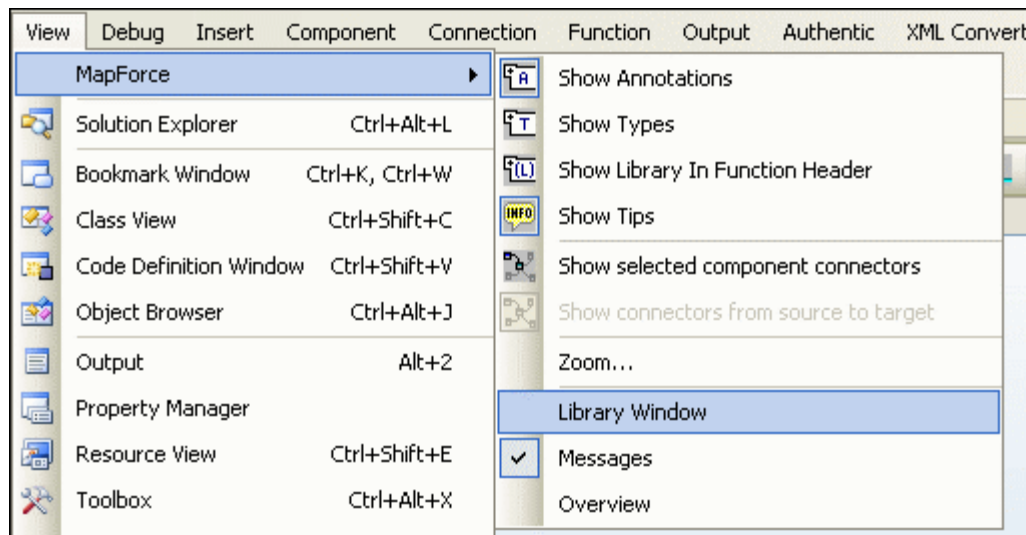 View Debug Insert Component Connection Function Output Authentic XML Convert
MapForce
Solution Explorer Ctrl+Alt+L
Bookmark Window Ctrl+K, Ctrl+W
Class View Ctrl+Shift+C
Code Definition Window Ctrl+Shift+V
Object Browser Ctrl+Alt+J
Output Alt+2
Property Manager
Resource View Ctrl+Shift+E
Toolbox Ctrl+Alt+X
A Show Annotations
T Show Types
(L) Show Library In Function Header
INFO Show Tips
Show selected component connectors
Show connectors from source to target
Zoom...
Library Window
Messages
Overview